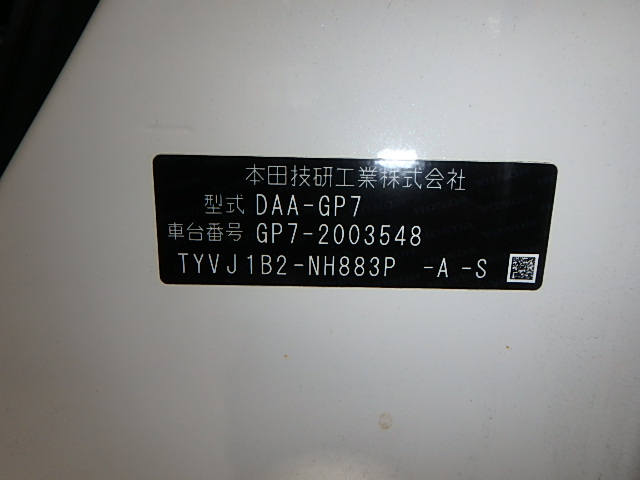 本田技研工業株式会社
型式 DAA-GP7
車台番号 GP7-2003548
TYVJ1B2-NH883P -A-S